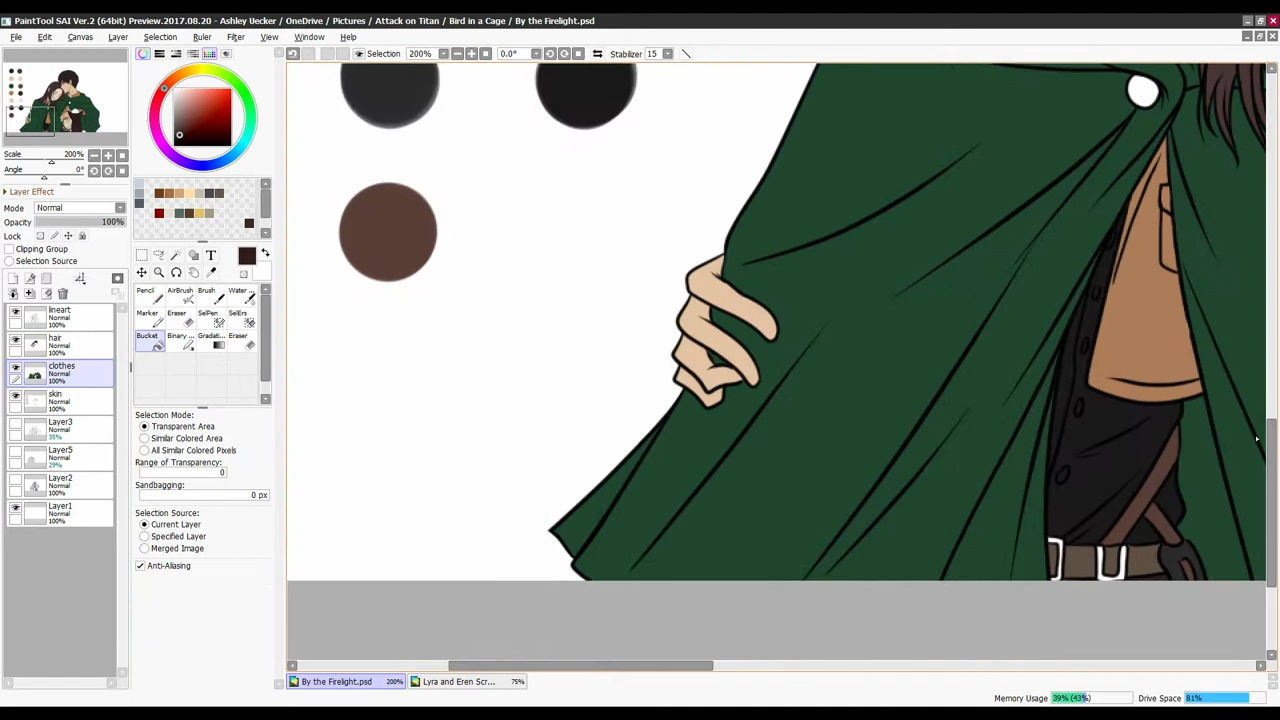 PaintTool SAI Ver.2 (64bit) Preview.2017.08.20 - Ashley Uecker / OneDrive / Pictures / Attack on Titan / Bird in a Cage / By the Firelight.psd
File Edit Canvas Layer Selection Ruler Filter View Window Help
Selection 200% 0.0° Stabilizer 15
Scale 200%
Angle 0°
Layer Effect
Mode Normal
Opacity 100%
Lock
Clipping Group
Selection Source
T
Pencil AirBrush Brush Water ...
Marker Eraser SelPen SelErs
Bucket Binary ... Gradati... Eraser
lineart
Normal
100%
hair
Normal
100%
clothes
Normal
100%
skin
Normal
100%
Layer3
Normal
35%
Layer5
Normal
29%
Layer2
Normal
100%
Layer1
Normal
100%
Selection Mode:
Transparent Area
Similar Colored Area
All Similar Colored Pixels
Range of Transparency:
0
Sandbagging:
0 px
Selection Source:
Current Layer
Specified Layer
Merged Image
Anti-Aliasing
By the Firelight.psd 200% Lyra and Eren Scr... 75%
Memory Usage 39% (43%) Drive Space 81%